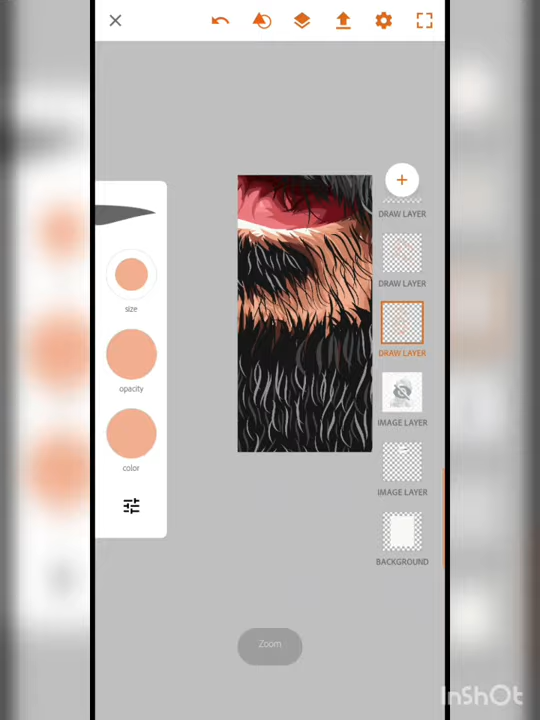 DRAW LAYER
size
DRAW LAYER
DRAW LAYER
opacity
IMAGE LAYER
color
IMAGE LAYER
BACKGROUND
Zoom
InShOt